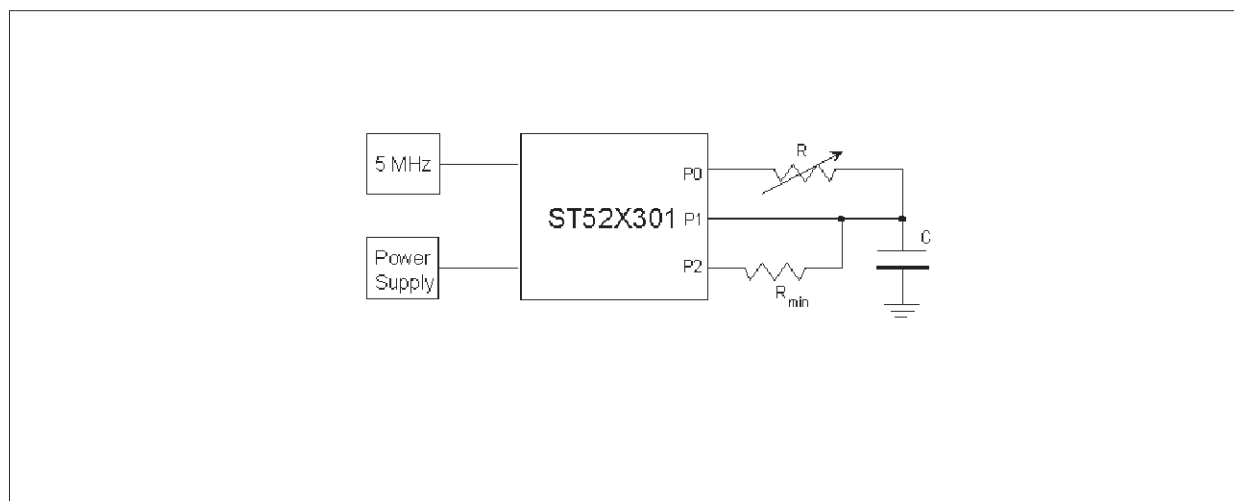 5 MHz
Power
Supply
ST52X301
P0
P1
P2
R
R min
C